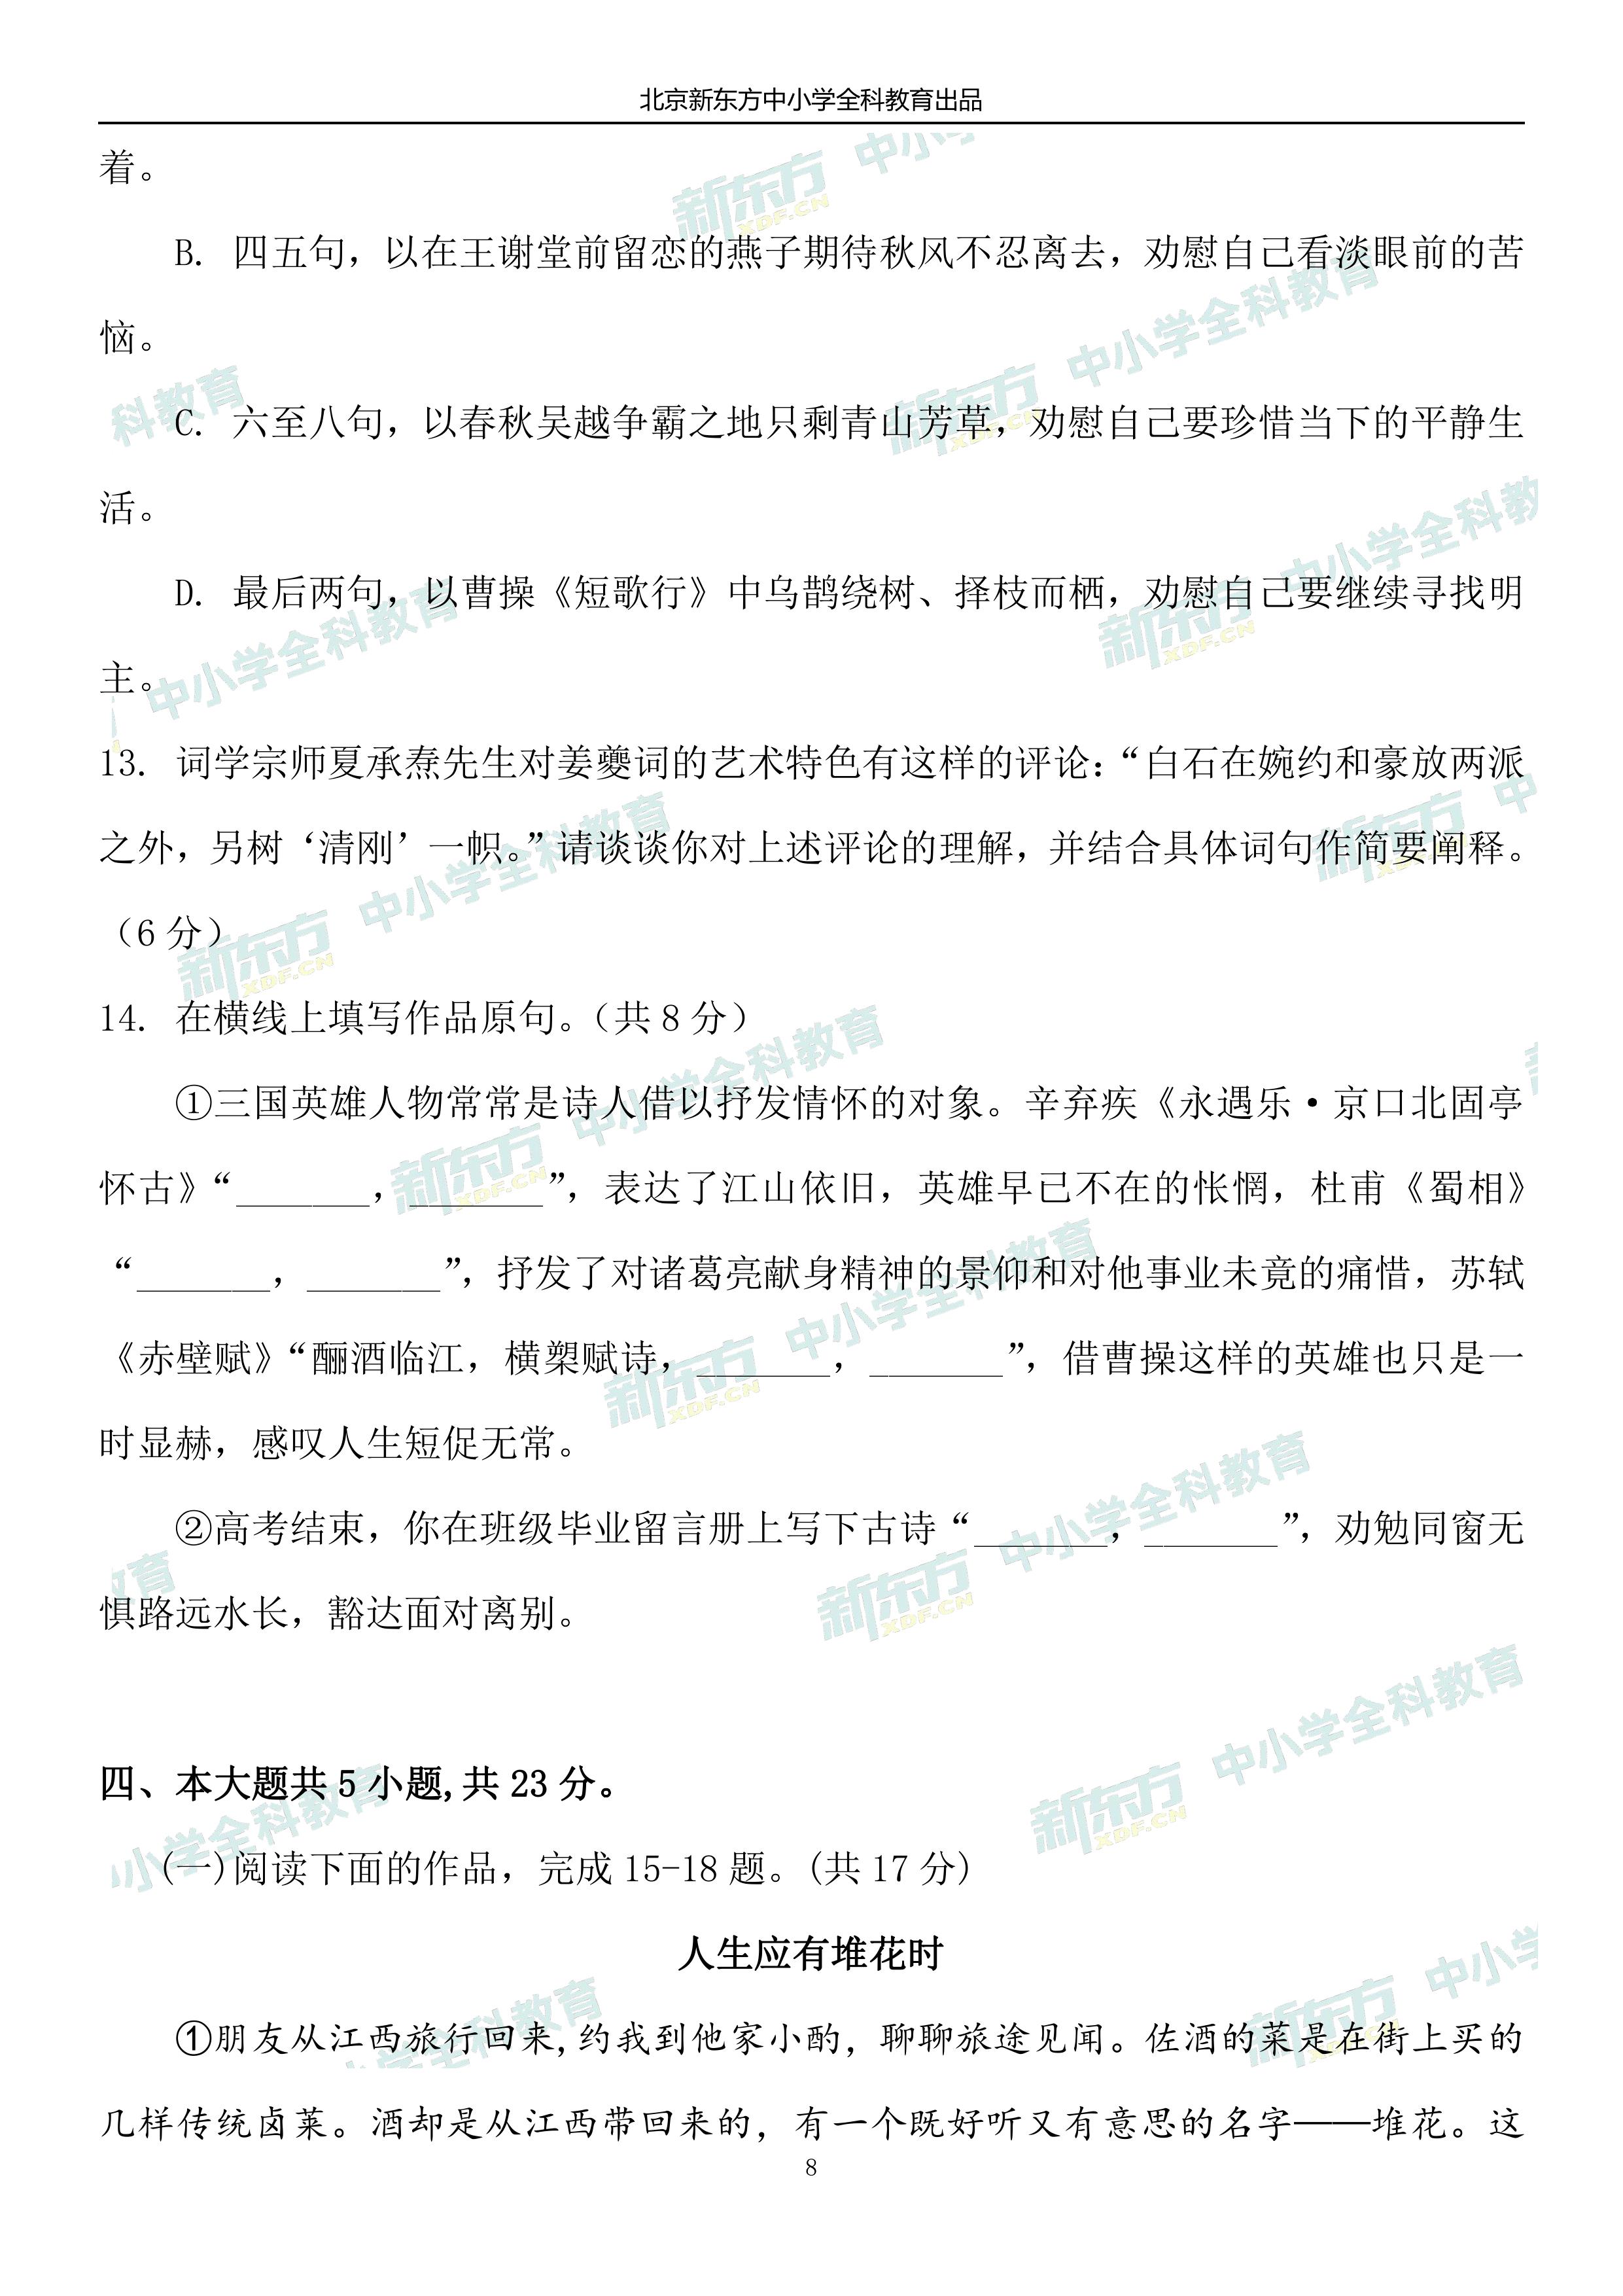 北京新东方中小学全科教育出品
着。
B. 四五句，以在王谢堂前留恋的燕子期待秋风不忍离去，劝慰自己看淡眼前的苦
恼。
C. 六至八句，以春秋吴越争霸之地只剩青山芳草，劝慰自己要珍惜当下的平静生
活。
D. 最后两句，以曹操《短歌行》中乌鹊绕树、择枝而栖，劝慰自己要继续寻找明
主。
13. 词学宗师夏承焘先生对姜夔词的艺术特色有这样的评论：“白石在婉约和豪放两派
之外，另树‘清刚’一帜。”请谈谈你对上述评论的理解，并结合具体词句作简要阐释。
（6 分）
14. 在横线上填写作品原句。（共 8 分）
①三国英雄人物常常是诗人借以抒发情怀的对象。辛弃疾《永遇乐·京口北固亭
怀古》“_______，_______”，表达了江山依旧，英雄早已不在的怅惘，杜甫《蜀相》
“_______，_______”，抒发了对诸葛亮献身精神的景仰和对他事业未竟的痛惜，苏轼
《赤壁赋》“酾酒临江，横槊赋诗，_______，_______”，借曹操这样的英雄也只是一
时显赫，感叹人生短促无常。
②高考结束，你在班级毕业留言册上写下古诗“_______，_______”，劝勉同窗无
惧路远水长，豁达面对离别。
四、本大题共 5 小题,共 23 分。
(一)阅读下面的作品，完成 15-18 题。(共 17 分)
人生应有堆花时
①朋友从江西旅行回来,约我到他家小酌，聊聊旅途见闻。佐酒的菜是在街上买的
几样传统卤菜。酒却是从江西带回来的，有一个既好听又有意思的名字——堆花。这
8